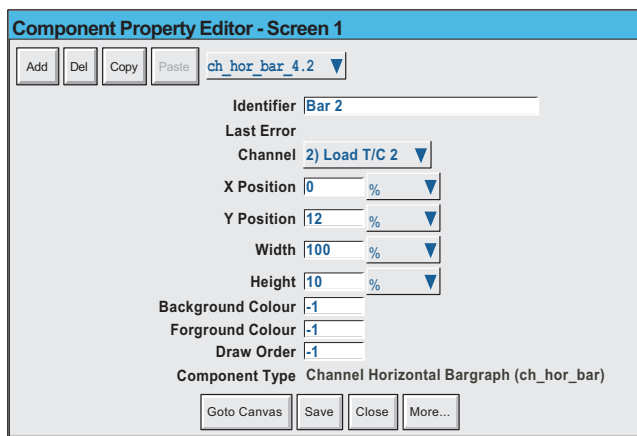 Component Property Editor - Screen 1
Add Del Copy Paste ch_hor_bar_4.2
Identifier Bar 2
Last Error
Channel 2) Load T/C 2
X Position 0 %
Y Position 12 %
Width 100 %
Height 10 %
Background Colour -1
Forground Colour -1
Draw Order -1
Component Type Channel Horizontal Bargraph (ch_hor_bar)
Goto Canvas Save Close More...